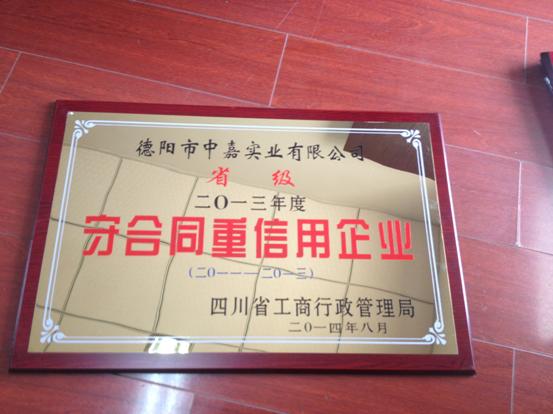 德阳市中嘉实业有限公司
省级
二〇一三年度
守合同重信用企业
(二〇一一—二〇一三)
四川省工商行政管理局
二〇一四年八月